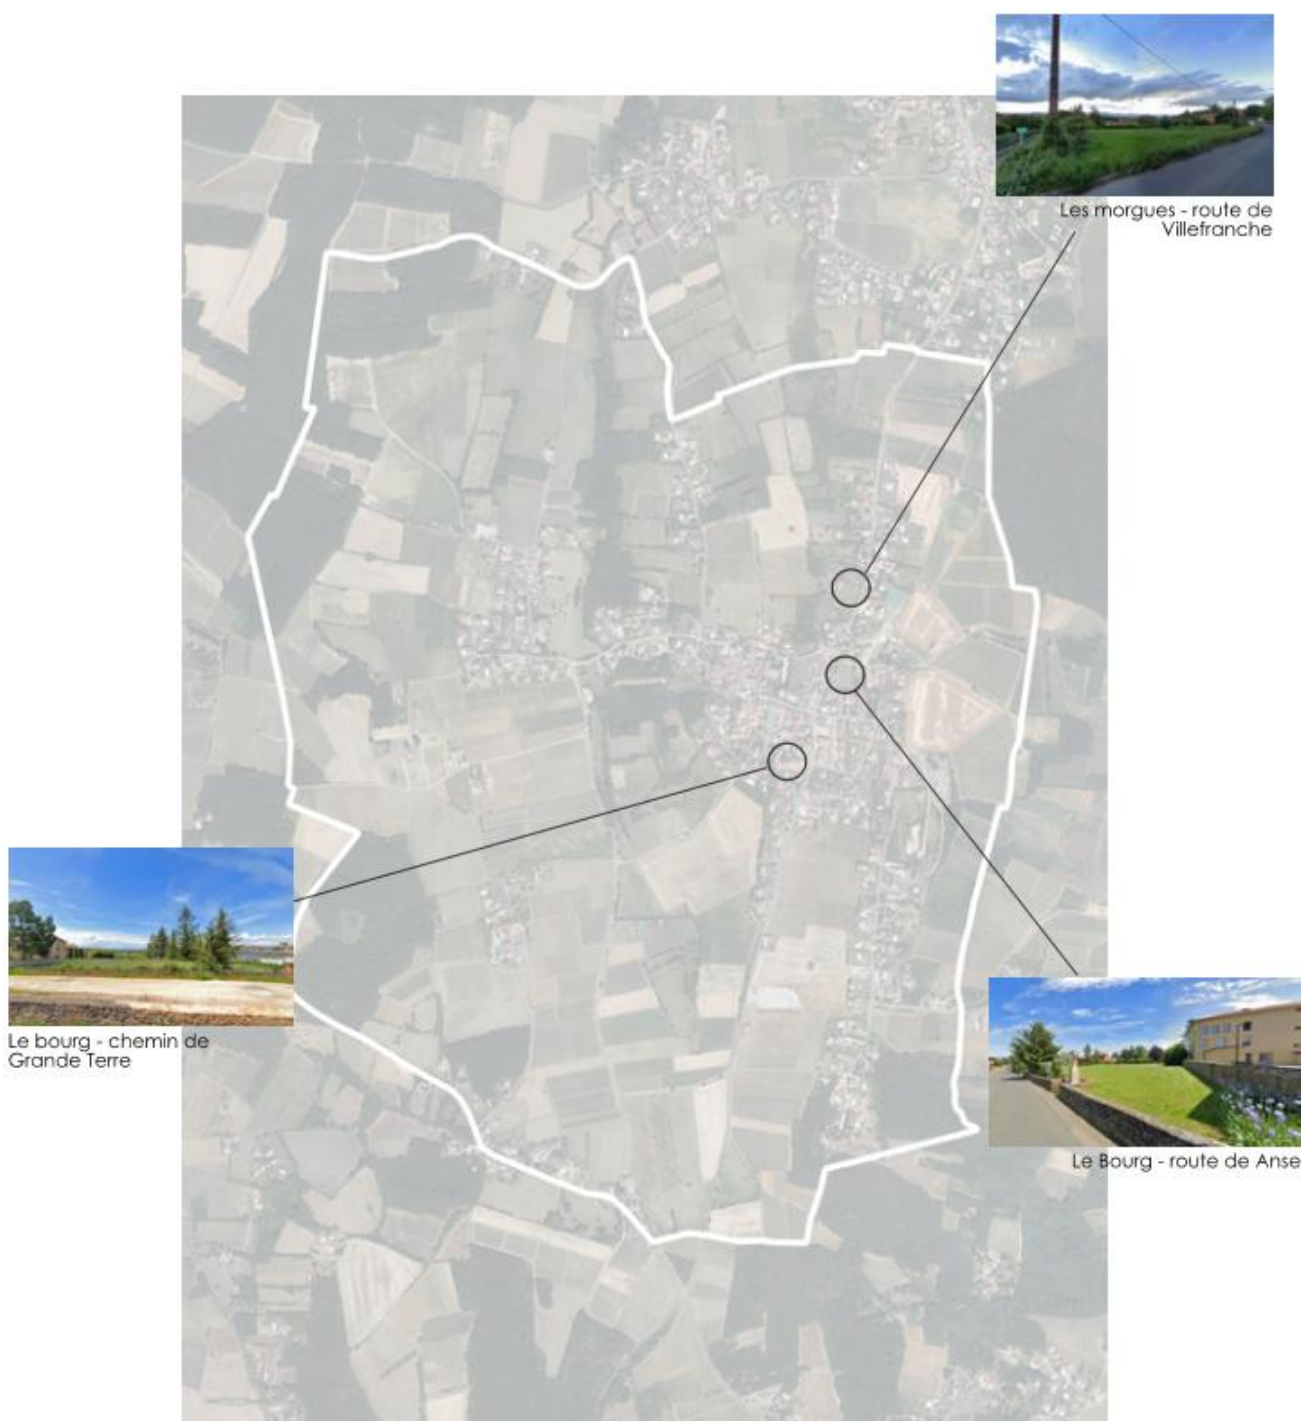 Les morgues - route de
Villefranche
Le bourg - chemin de
Grande Terre
Le Bourg - route de Anse